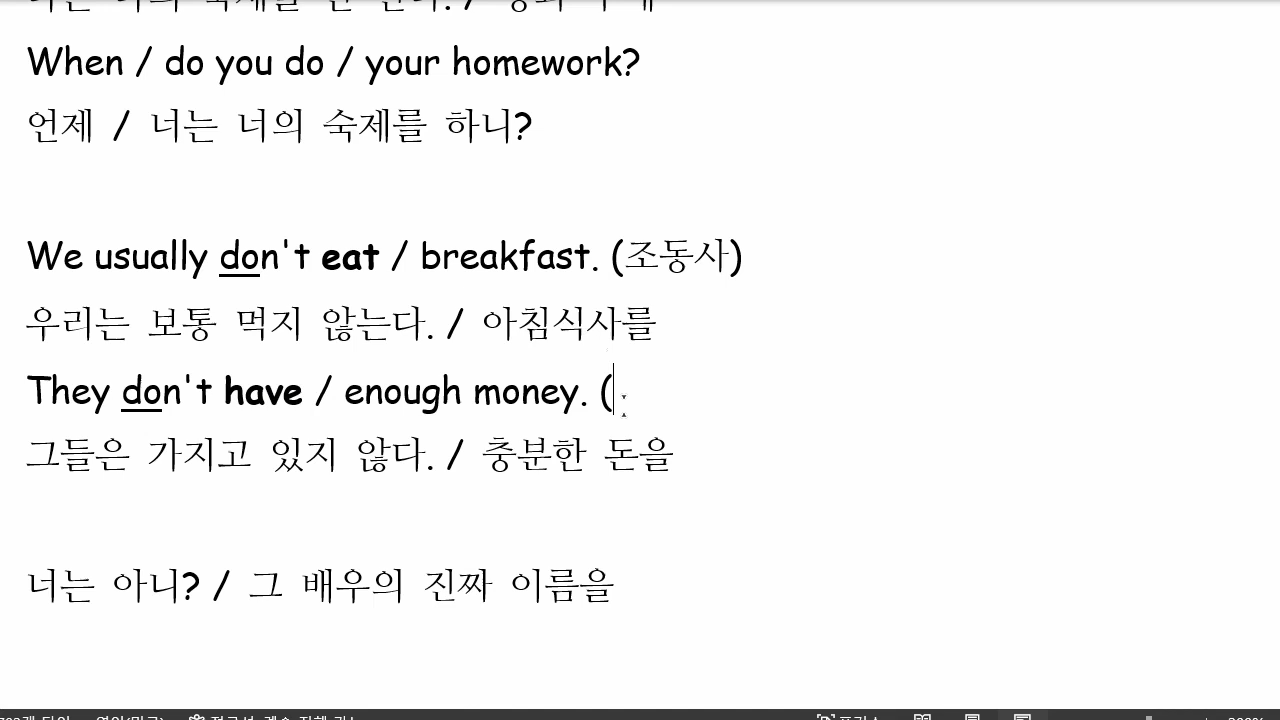 When / do you do / your homework?
언제 / 너는 너의 숙제를 하니?
We usually don't eat / breakfast. (조동사)
우리는 보통 먹지 않는다. / 아침식사를
They don't have / enough money. (
그들은 가지고 있지 않다. / 충분한 돈을
너는 아니? / 그 배우의 진짜 이름을